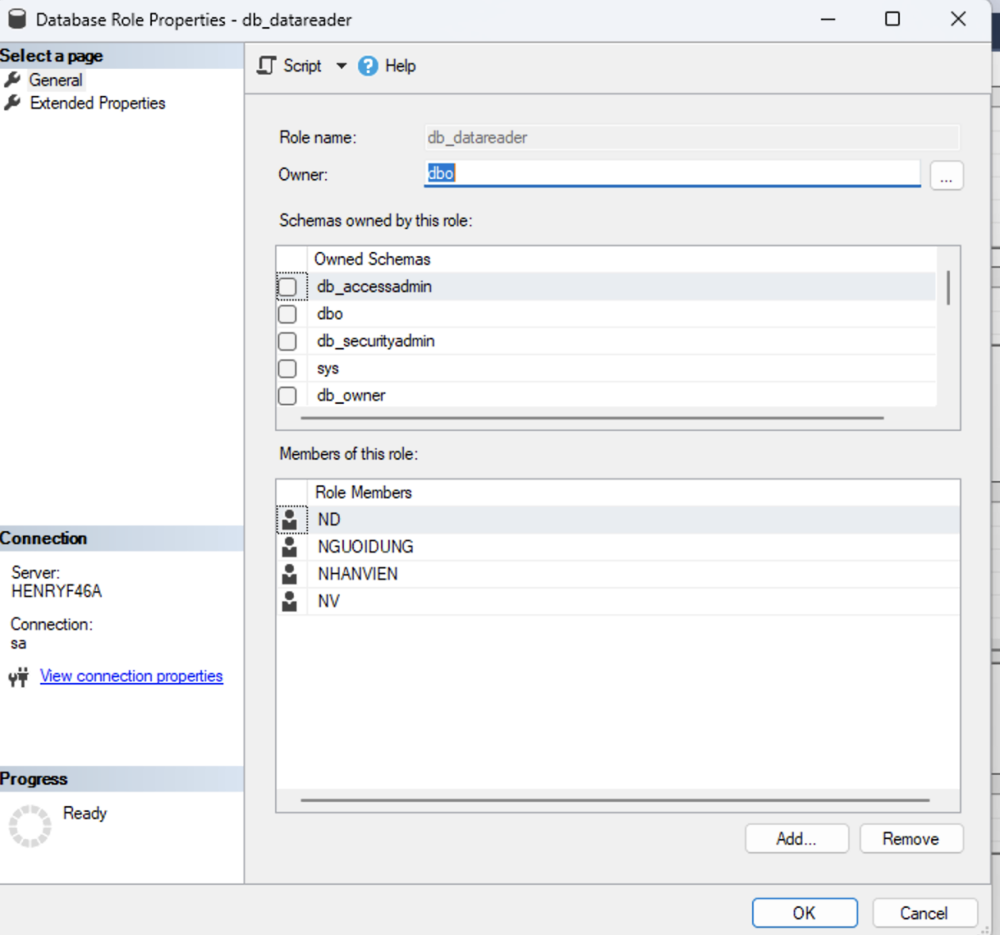 Database Role Properties - db_datareader
Select a page
General
Extended Properties
Script
? Help
Role name: db_datareader
Owner: dbo
...
Schemas owned by this role:
Owned Schemas
db_accessadmin
dbo
db_securityadmin
sys
db_owner
Members of this role:
Role Members
ND
NGUOIDUNG
NHANVIEN
NV
Connection
Server:
HENRYF46A
Connection:
sa
View connection properties
Progress
Ready
Add...
Remove
OK
Cancel